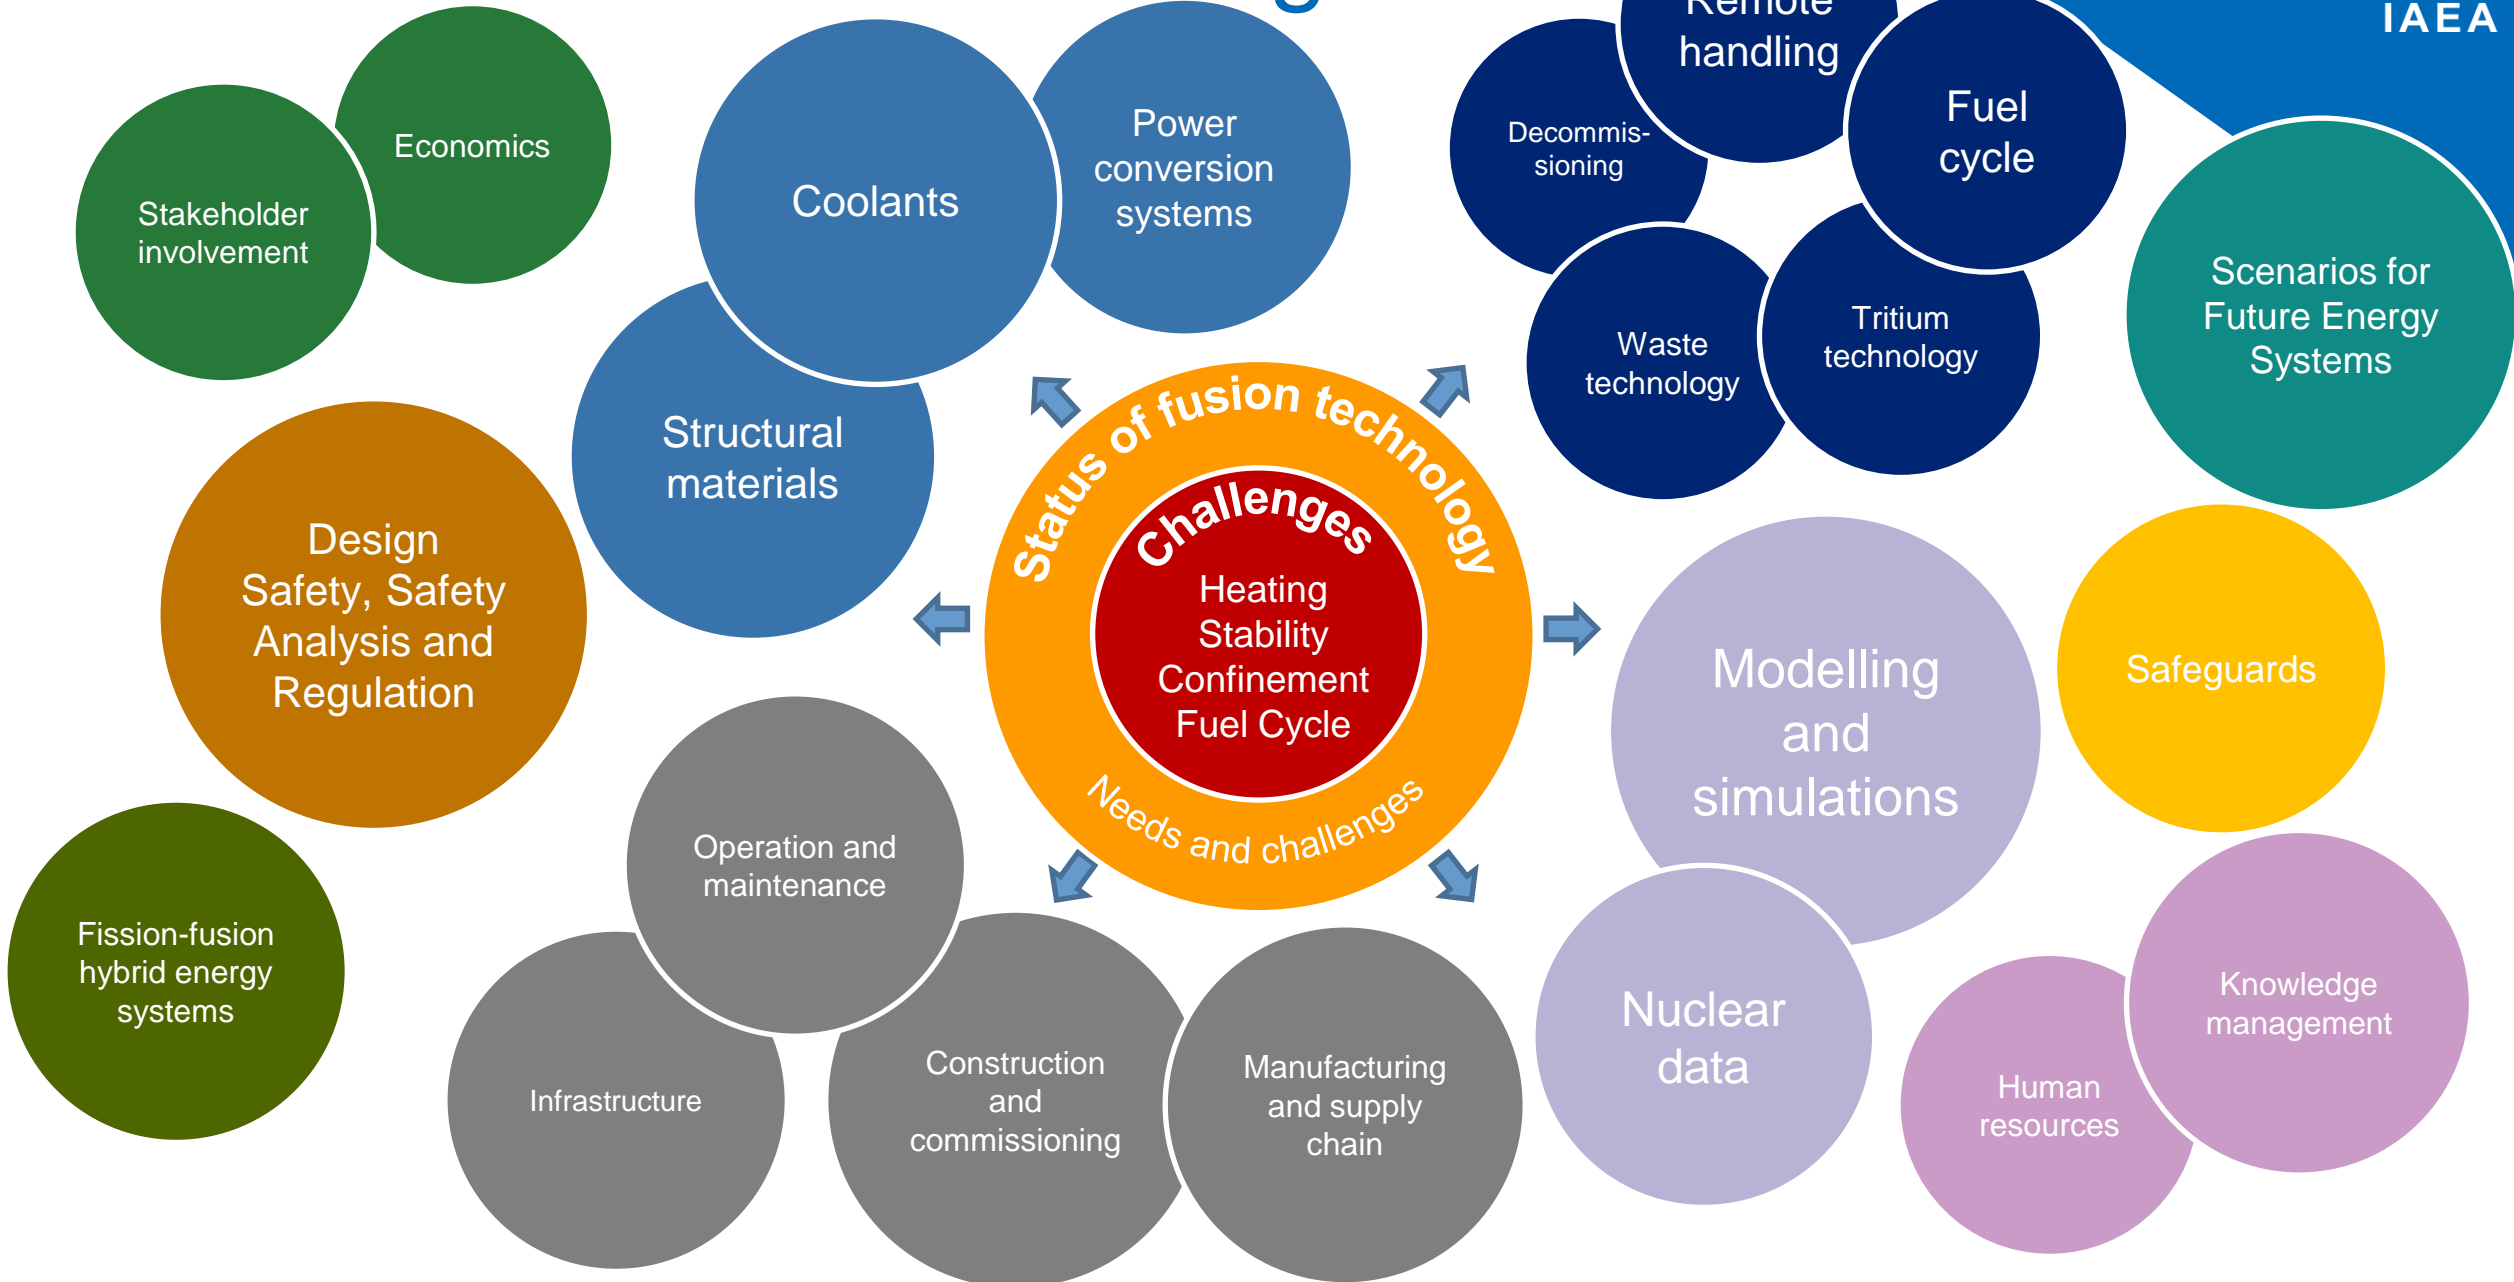 IAEA
Remote
handling
Economics
Stakeholder
involvement
Coolants
Power
conversion
systems
Decommis-
sioning
Fuel
cycle
Waste
technology
Tritium
technology
Scenarios for
Future Energy
Systems
Structural
materials
Design
Safety, Safety
Analysis and
Regulation
Status of fusion technology
Challenges
Heating
Stability
Confinement
Fuel Cycle
Needs and challenges
Modelling
and
simulations
Safeguards
Operation and
maintenance
Fission-fusion
hybrid energy
systems
Infrastructure
Construction
and
commissioning
Manufacturing
and supply
chain
Nuclear
data
Knowledge
management
Human
resources